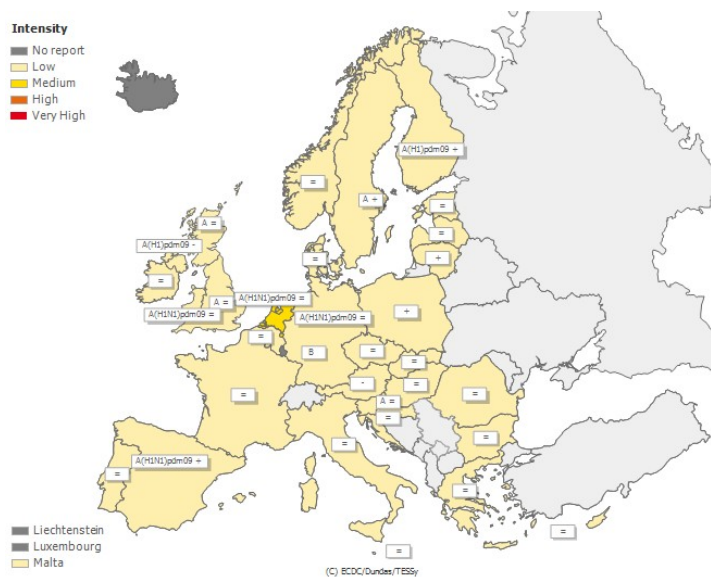 Intensity
No report
Low
Medium
High
Very High
A(H1)pdm09 +
=
A +
=
A =
=
A(H1)pdm09 -
=
+
=
A(H1N1)pdm09 =
A =
A(H1N1)pdm09 =
A(H1N1)pdm09 =
+
=
B
=
=
-
=
=
A =
=
=
=
A(H1N1)pdm09 +
=
=
=
=
Liechtenstein
Luxembourg
Malta
=
(C) ECDC/Dundas/TESSy